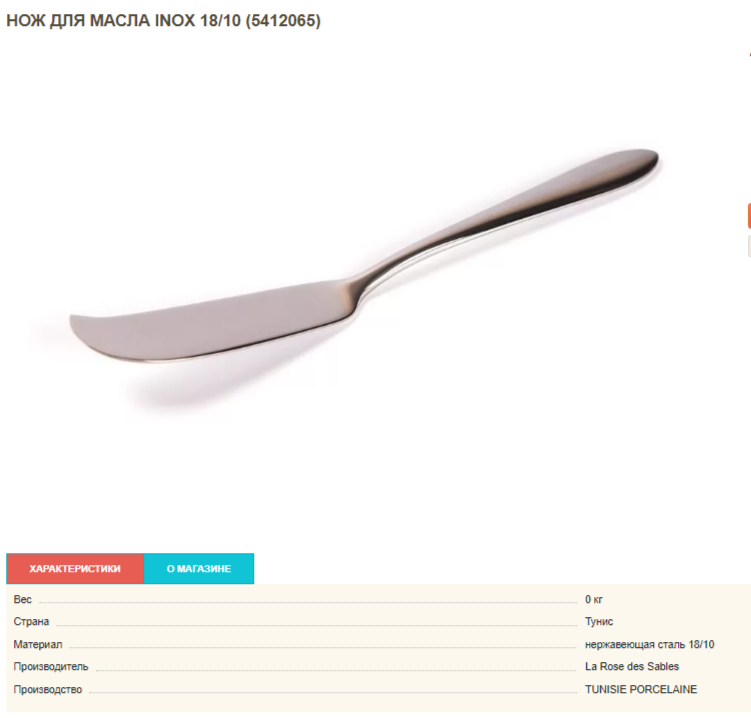 НОЖ ДЛЯ МАСЛА INOX 18/10 (5412065)
ХАРАКТЕРИСТИКИ О МАГАЗИНЕ
Вес 0 кг
Страна Тунис
Материал нержавеющая сталь 18/10
Производитель La Rose des Sables
Производство TUNISIE PORCELAINE